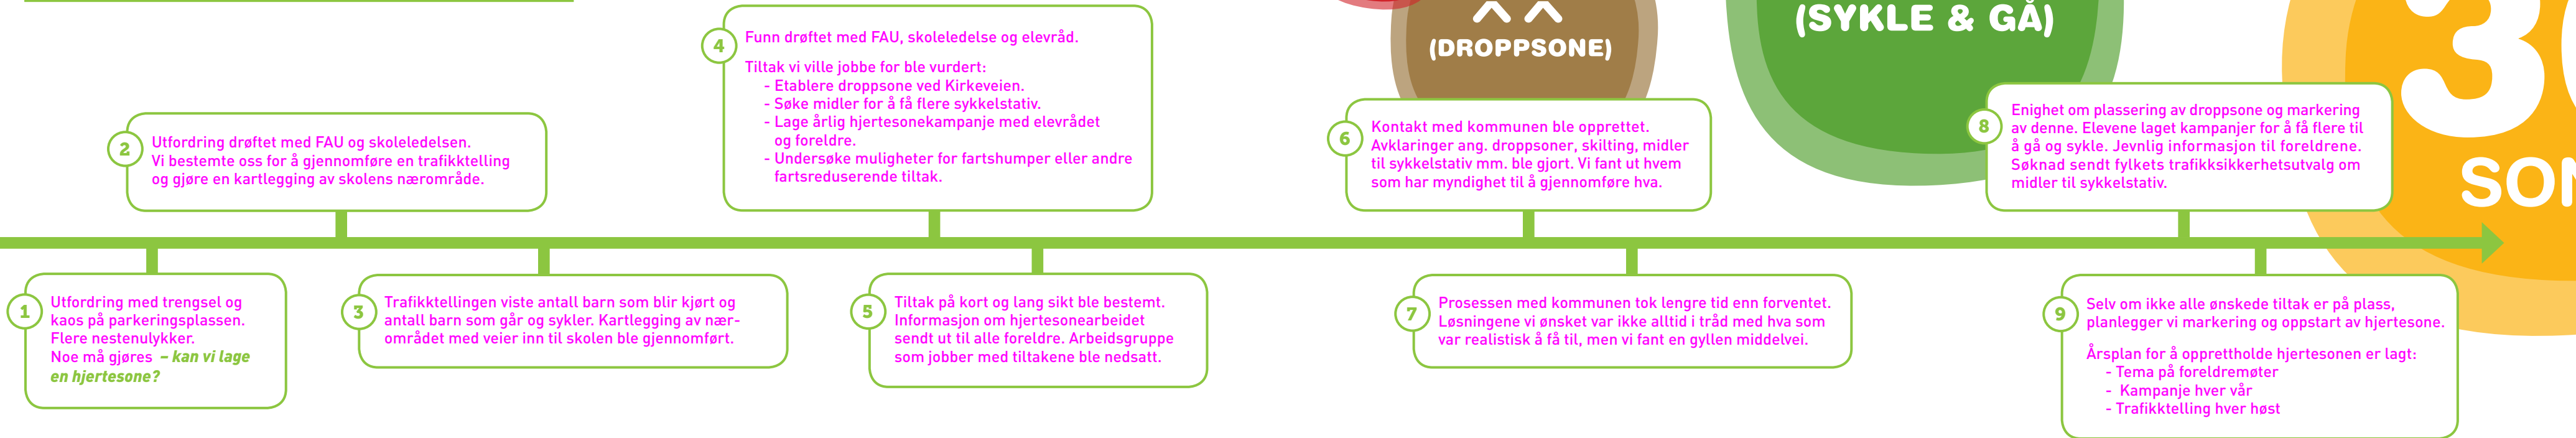 (DROPPSONE)
(SYKLE & GÅ)
SON
1
Utfordring med trengsel og
kaos på parkeringsplassen.
Flere nestenulykker.
Noe må gjøres – kan vi lage
en hjertesone?
2
Utfordring drøftet med FAU og skoleledelsen.
Vi bestemte oss for å gjennomføre en trafikktelling
og gjøre en kartlegging av skolens nærområde.
3
Trafikktellingen viste antall barn som blir kjørt og
antall barn som går og sykler. Kartlegging av nær-
området med veier inn til skolen ble gjennomført.
4
Funn drøftet med FAU, skoleledelse og elevråd.
Tiltak vi ville jobbe for ble vurdert:
- Etablere droppsone ved Kirkeveien.
- Søke midler for å få flere sykkelstativ.
- Lage årlig hjertesonekampanje med elevrådet
og foreldre.
- Undersøke muligheter for fartshumper eller andre
fartsreduserende tiltak.
5
Tiltak på kort og lang sikt ble bestemt.
Informasjon om hjertesonearbeidet
sendt ut til alle foreldre. Arbeidsgruppe
som jobber med tiltakene ble nedsatt.
6
Kontakt med kommunen ble opprettet.
Avklaringer ang. droppsoner, skilting, midler
til sykkelstativ mm. ble gjort. Vi fant ut hvem
som har myndighet til å gjennomføre hva.
7
Prosessen med kommunen tok lengre tid enn forventet.
Løsningene vi ønsket var ikke alltid i tråd med hva som
var realistisk å få til, men vi fant en gyllen middelvei.
8
Enighet om plassering av droppsone og markering
av denne. Elevene laget kampanjer for å få flere til
å gå og sykle. Jevnlig informasjon til foreldrene.
Søknad sendt fylkets trafikksikkerhetsutvalg om
midler til sykkelstativ.
9
Selv om ikke alle ønskede tiltak er på plass,
planlegger vi markering og oppstart av hjertesone.
Årsplan for å opprettholde hjertesonen er lagt:
- Tema på foreldremøter
- Kampanje hver vår
- Trafikktelling hver høst